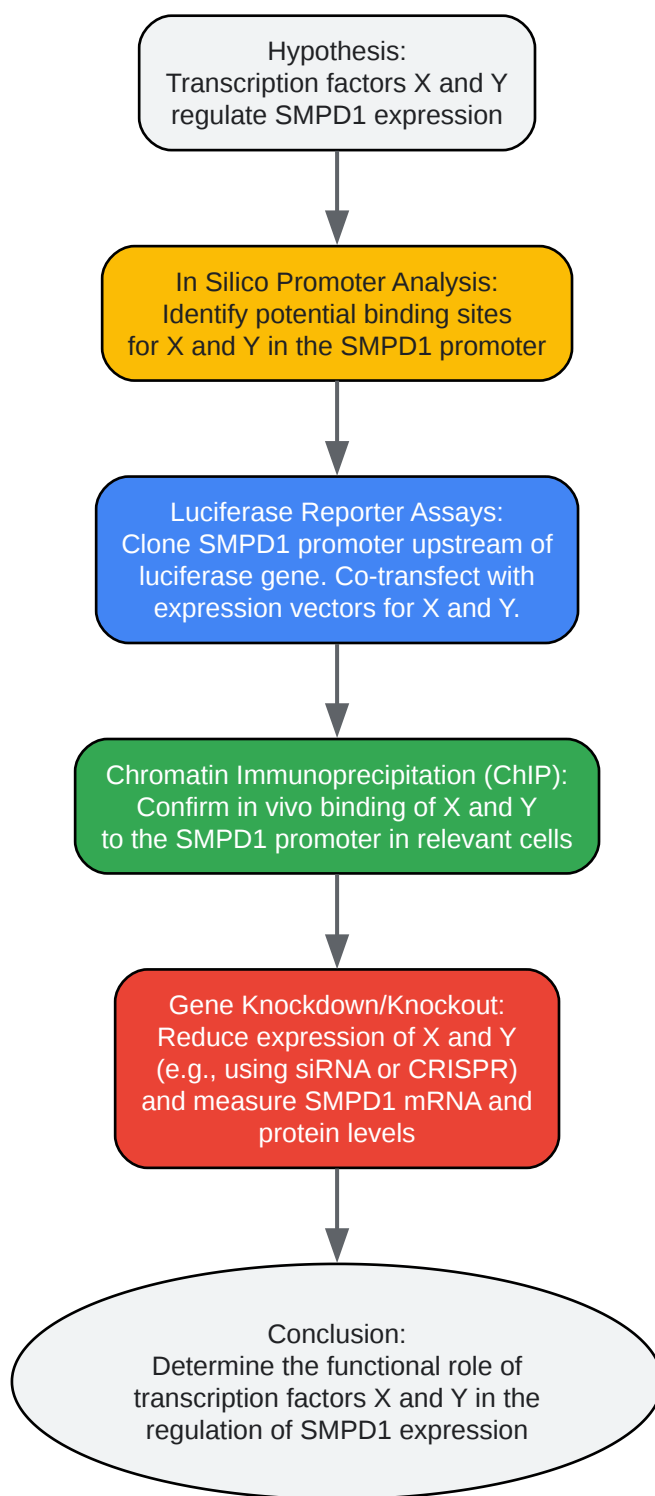 Hypothesis:
Transcription factors X and Y
regulate SMPD1 expression
In Silico Promoter Analysis:
Identify potential binding sites
for X and Y in the SMPD1 promoter
Luciferase Reporter Assays:
Clone SMPD1 promoter upstream of
luciferase gene. Co-transfect with
expression vectors for X and Y.
Chromatin Immunoprecipitation (ChIP):
Confirm in vivo binding of X and Y
to the SMPD1 promoter in relevant cells
Gene Knockdown/Knockout:
Reduce expression of X and Y
(e.g., using siRNA or CRISPR)
and measure SMPD1 mRNA and
protein levels
Conclusion:
Determine the functional role of
transcription factors X and Y in the
regulation of SMPD1 expression